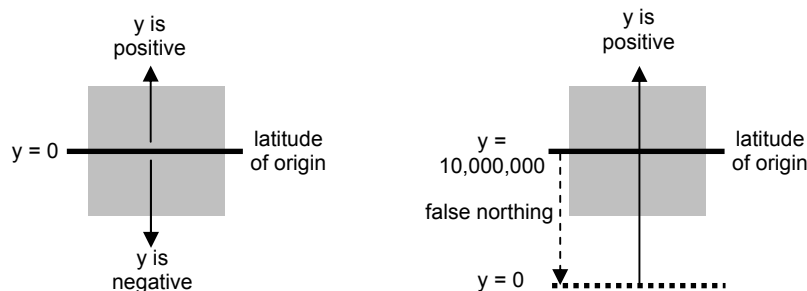 y is
positive
y = 0
latitude
of origin
y is
negative
y is
positive
y =
10,000,000
latitude
of origin
false northing
y = 0